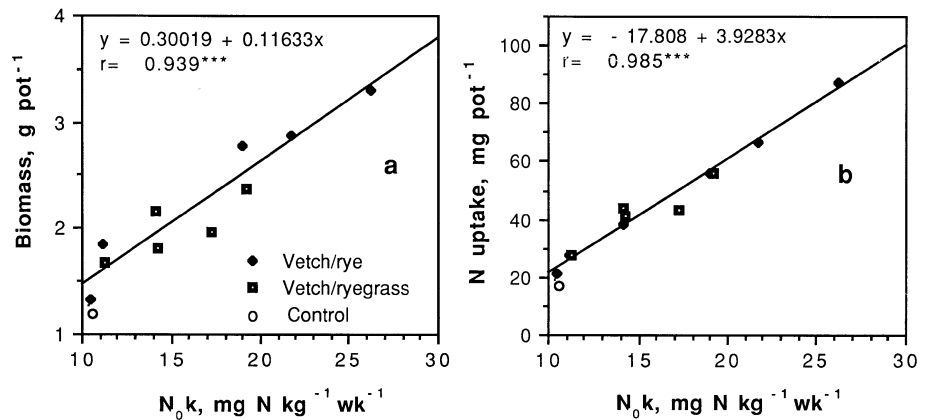 4
3
2
1
Biomass, g pot⁻¹
y = 0.30019 + 0.11633x
r= 0.939***
a
Vetch/rye
Vetch/ryegrass
Control
10 15 20 25 30
N₀k, mg N kg⁻¹ wk⁻¹
100
80
60
40
20
0
N uptake, mg pot⁻¹
y = - 17.808 + 3.9283x
r= 0.985***
b
10 15 20 25 30
N₀k, mg N kg⁻¹ wk⁻¹